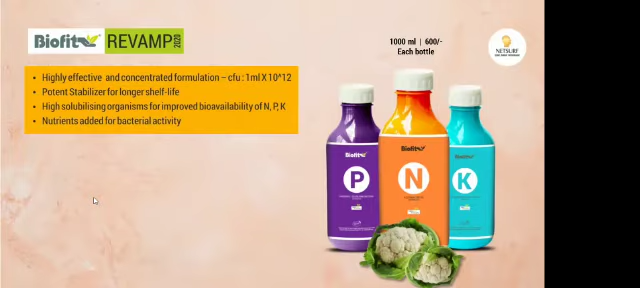 Biofit REVAMP 2020
1000 ml | 600/-
Each bottle
NETSURF
• Highly effective and concentrated formulation – cfu : 1ml X 10^12
• Potent Stabilizer for longer shelf-life
• High solubilising organisms for improved bioavailability of N, P, K
• Nutrients added for bacterial activity
Biofit
P
Biofit
N
Biofit
K